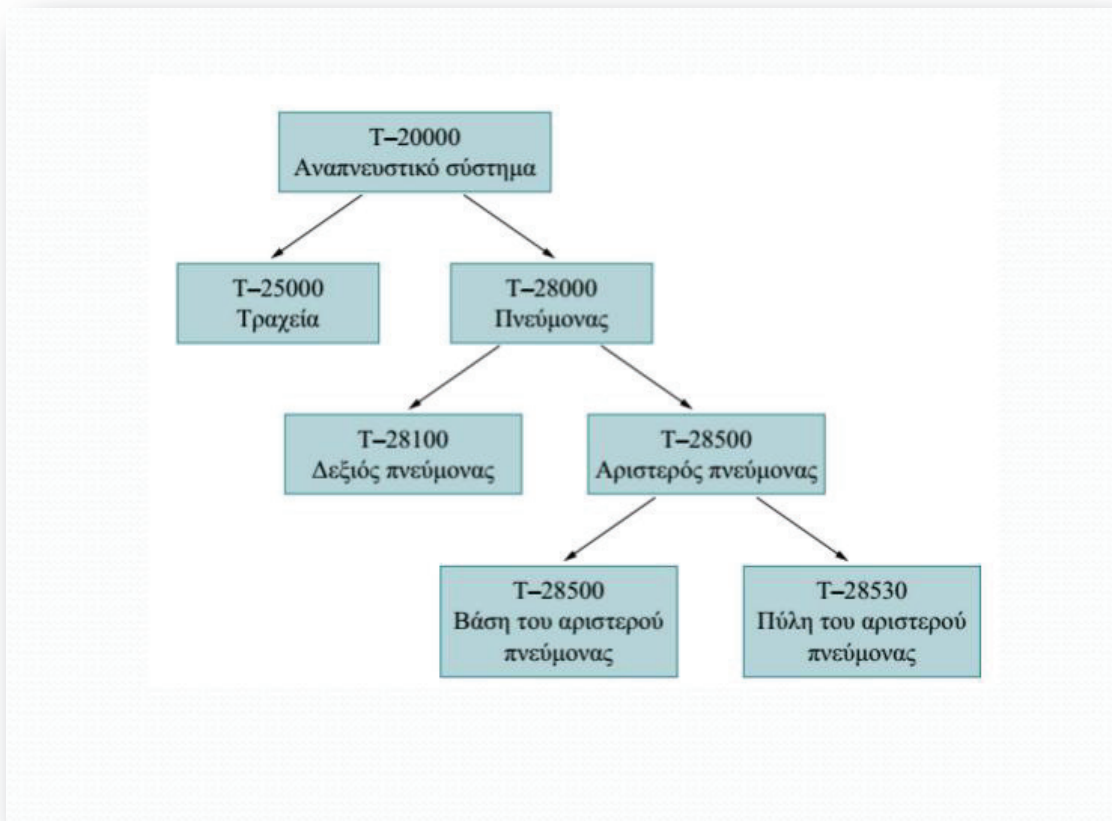 T–20000
Αναπνευστικό σύστημα
T–25000
Τραχεία
T–28000
Πνεύμονας
T–28100
Δεξιός πνεύμονας
T–28500
Αριστερός πνεύμονας
T–28500
Βάση του αριστερού
πνεύμονας
T–28530
Πύλη του αριστερού
πνεύμονας